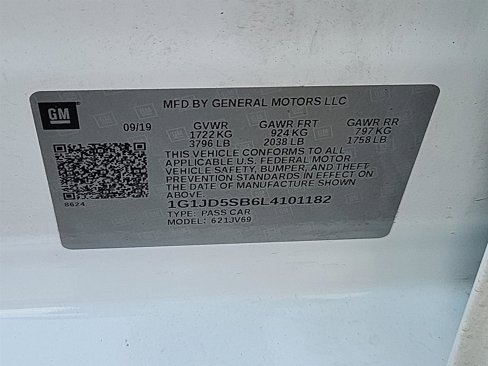 GM
MFD BY GENERAL MOTORS LLC
09/19 GVWR GAWR FRT GAWR RR
1722 KG 924 KG 797 KG
3796 LB 2038 LB 1758 LB
THIS VEHICLE CONFORMS TO ALL
APPLICABLE U.S. FEDERAL MOTOR
VEHICLE SAFETY, BUMPER, AND THEFT
PREVENTION STANDARDS IN EFFECT ON
THE DATE OF MANUFACTURE SHOWN
ABOVE.
8624
1G1JD5SB6L4101182
TYPE: PASS CAR
MODEL: 621JV69